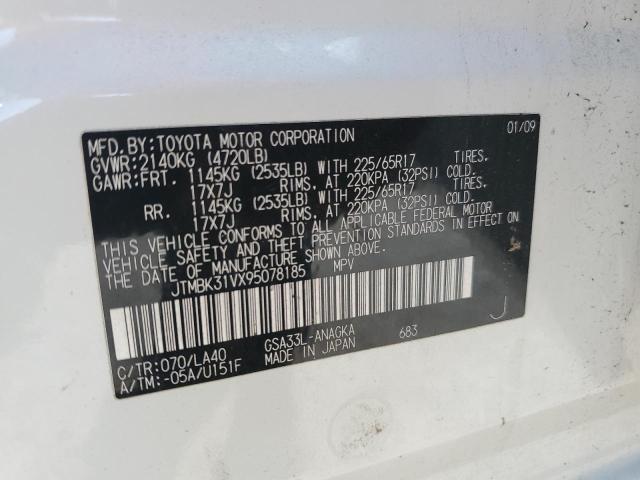 MFD. BY: TOYOTA MOTOR CORPORATION 01/09
GVWR: 2140KG (4720LB)
GAWR: FRT. 1145KG (2535LB) WITH 225/65R17
17X7J RIMS, AT 220KPA (32PSI) COLD.
RR. 1145KG (2535LB) WITH 225/65R17
17X7J RIMS, AT 220KPA (32PSI) COLD.
THIS VEHICLE CONFORMS TO ALL APPLICABLE FEDERAL MOTOR
VEHICLE SAFETY AND THEFT PREVENTION STANDARDS IN EFFECT ON
THE DATE OF MANUFACTURE SHOWN ABOVE.
JTMBK31VX95078185 MPV
J
C/TR: 070/LA40 GSA33L-ANAGKA 683
A/TM: -05A/U151F MADE IN JAPAN